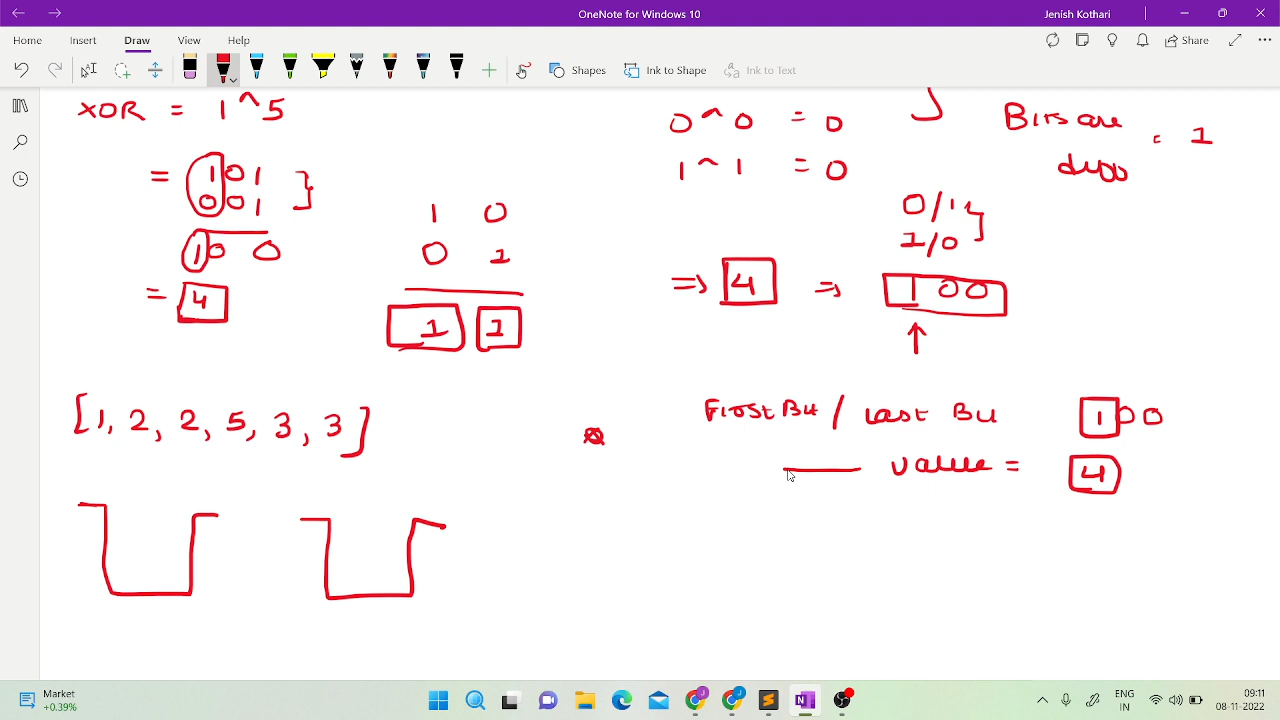 OneNote for Windows 10
Jenish Kothari
Home Insert Draw View Help
Share
Shapes
Ink to Shape
Ink to Text
XOR = 1^5
= 101
001
100
= 4
1 0
0 1
1 1
0^0 = 0
1^1 = 0
Bits are = 1
0/1
1/0
=> 4 => 100
[1, 2, 2, 5, 3, 3]
First Bit / Last Bit 100
value = 4
Market
+0.39%
ENG
IN
09:11
08-11-2022